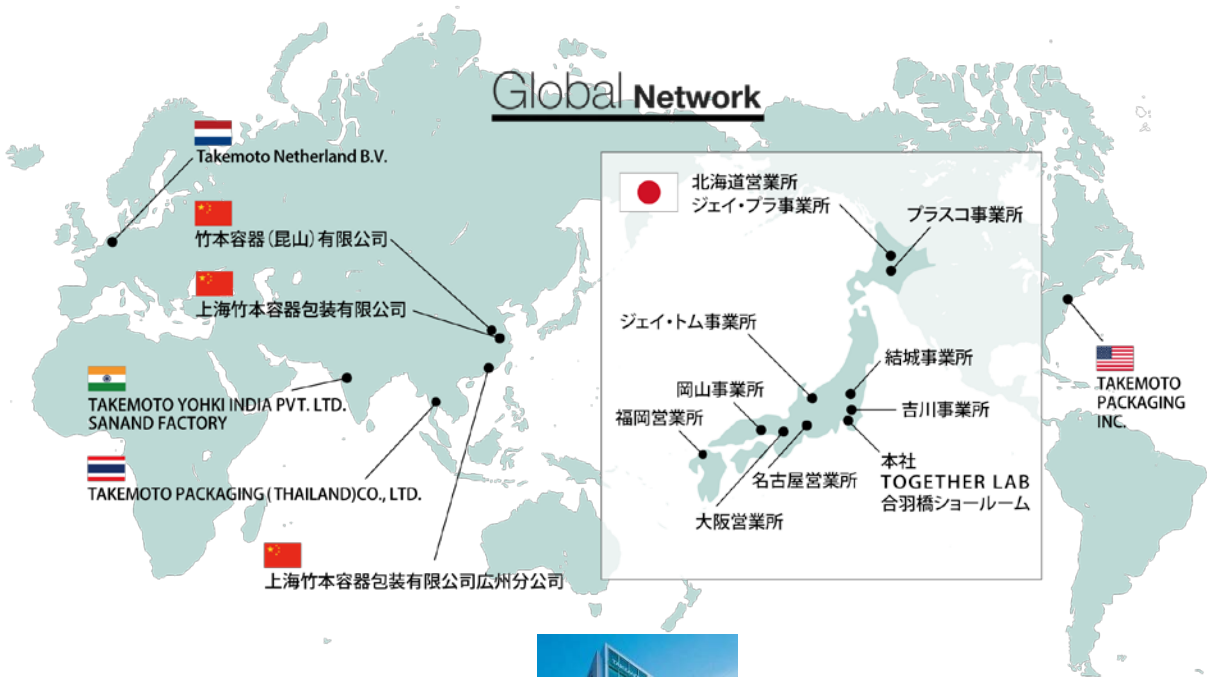 Global Network
Takemoto Netherland B.V.
竹本容器（昆山）有限公司
上海竹本容器包装有限公司
TAKEMOTO YOHKI INDIA PVT. LTD.
SANAND FACTORY
TAKEMOTO PACKAGING (THAILAND)CO., LTD.
上海竹本容器包装有限公司広州分公司
北海道営業所
ジェイ・プラ事業所
プラスコ事業所
ジェイ・トム事業所
結城事業所
岡山事業所
吉川事業所
福岡営業所
本社
TOGETHER LAB
合羽橋ショールーム
名古屋営業所
大阪営業所
TAKEMOTO
PACKAGING
INC.